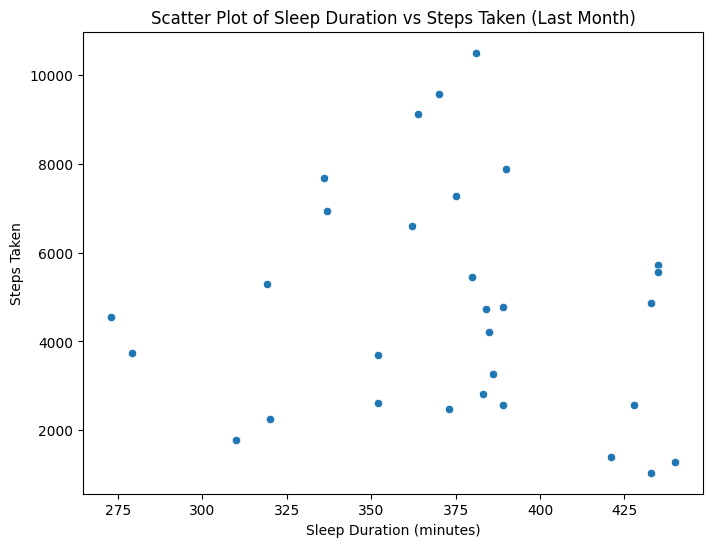 Scatter Plot of Sleep Duration vs Steps Taken (Last Month)
10000
8000
6000
4000
2000
Steps Taken
275 300 325 350 375 400 425
Sleep Duration (minutes)